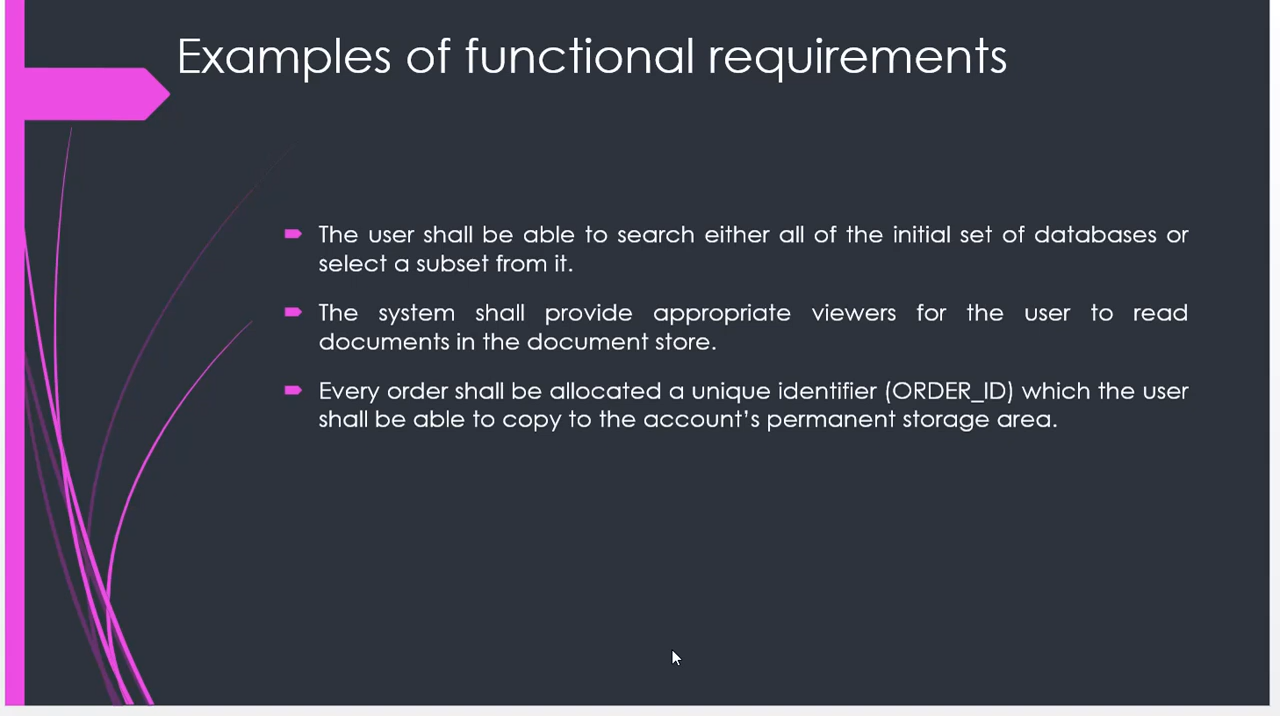 Examples of functional requirements
The user shall be able to search either all of the initial set of databases or
select a subset from it.
The system shall provide appropriate viewers for the user to read
documents in the document store.
Every order shall be allocated a unique identifier (ORDER_ID) which the user
shall be able to copy to the account’s permanent storage area.